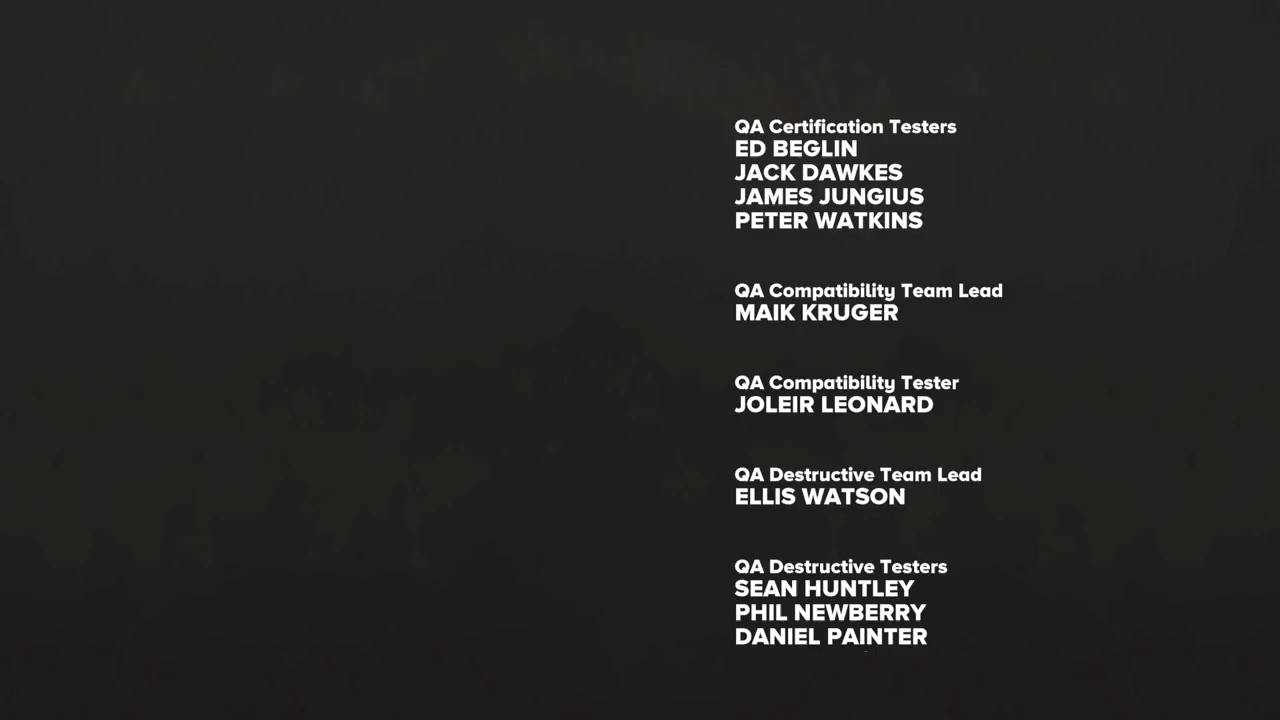 QA Certification Testers
ED BEGLIN
JACK DAWKES
JAMES JUNGIUS
PETER WATKINS
QA Compatibility Team Lead
MAIK KRUGER
QA Compatibility Tester
JOLEIR LEONARD
QA Destructive Team Lead
ELLIS WATSON
QA Destructive Testers
SEAN HUNTLEY
PHIL NEWBERRY
DANIEL PAINTER